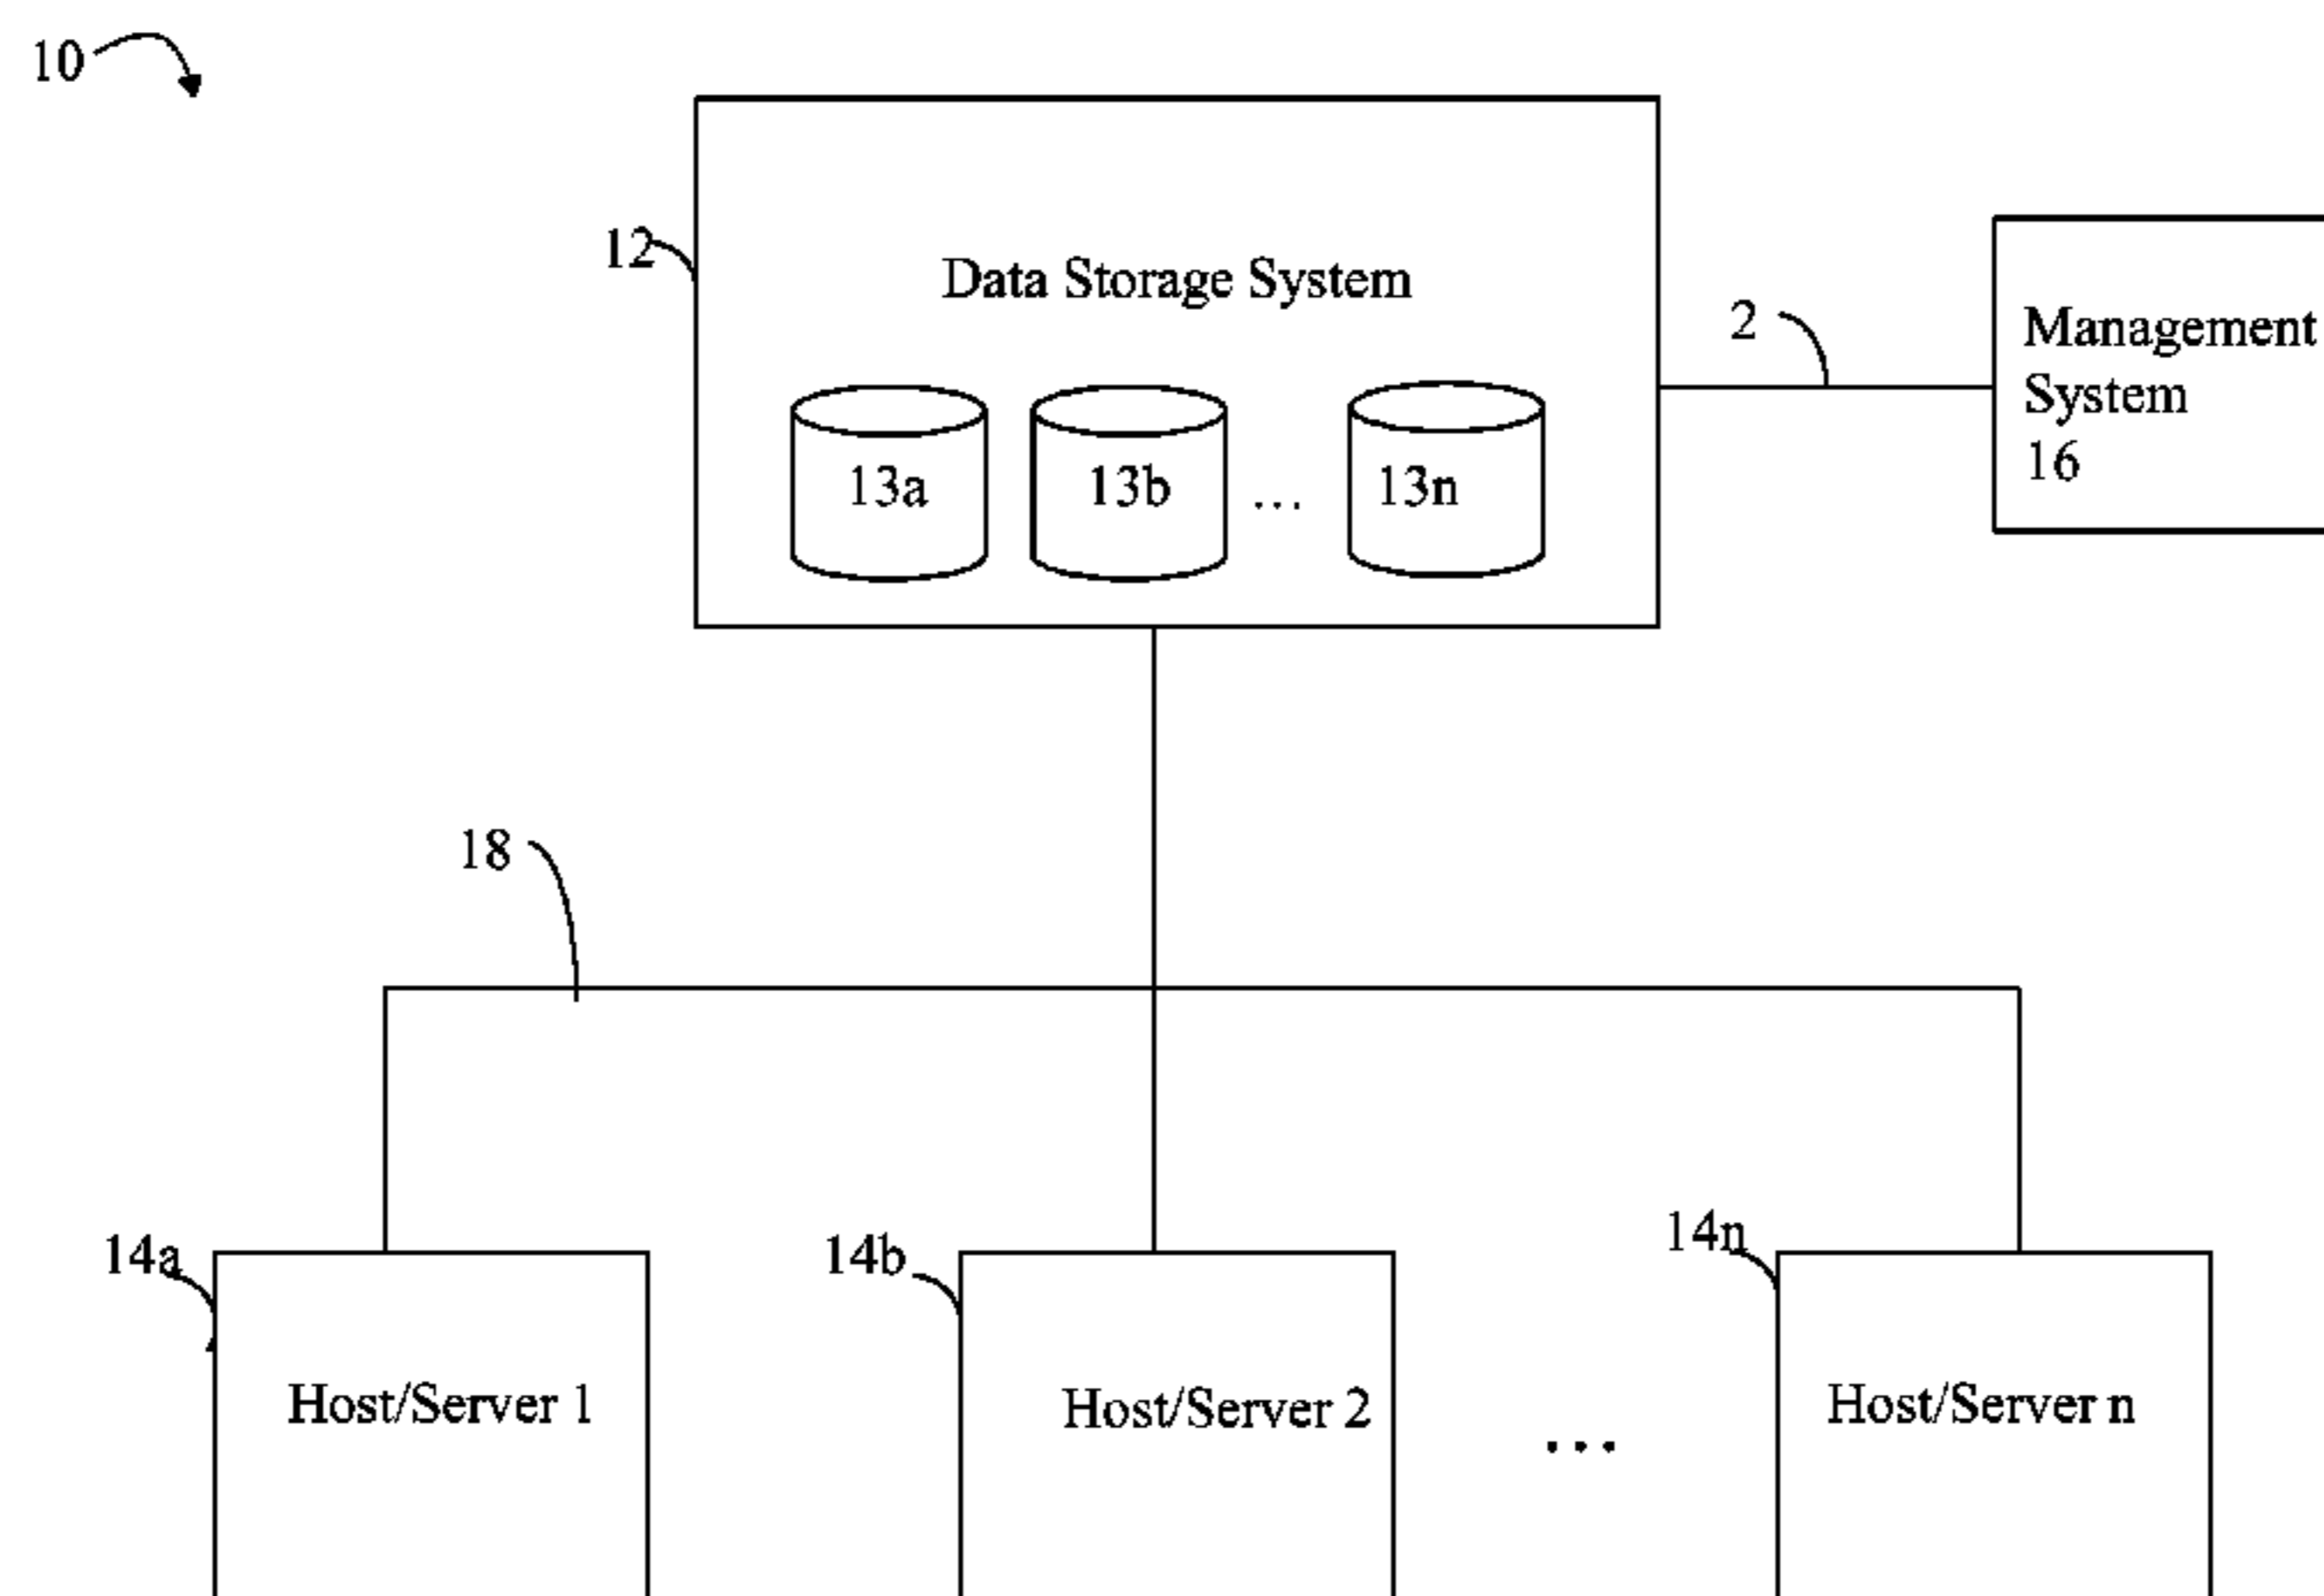 10
12
Data Storage System
2
Management
System
16
13a
13b
...
13n
18
14a
14b
14n
Host/Server 1
Host/Server 2
...
Host/Server n